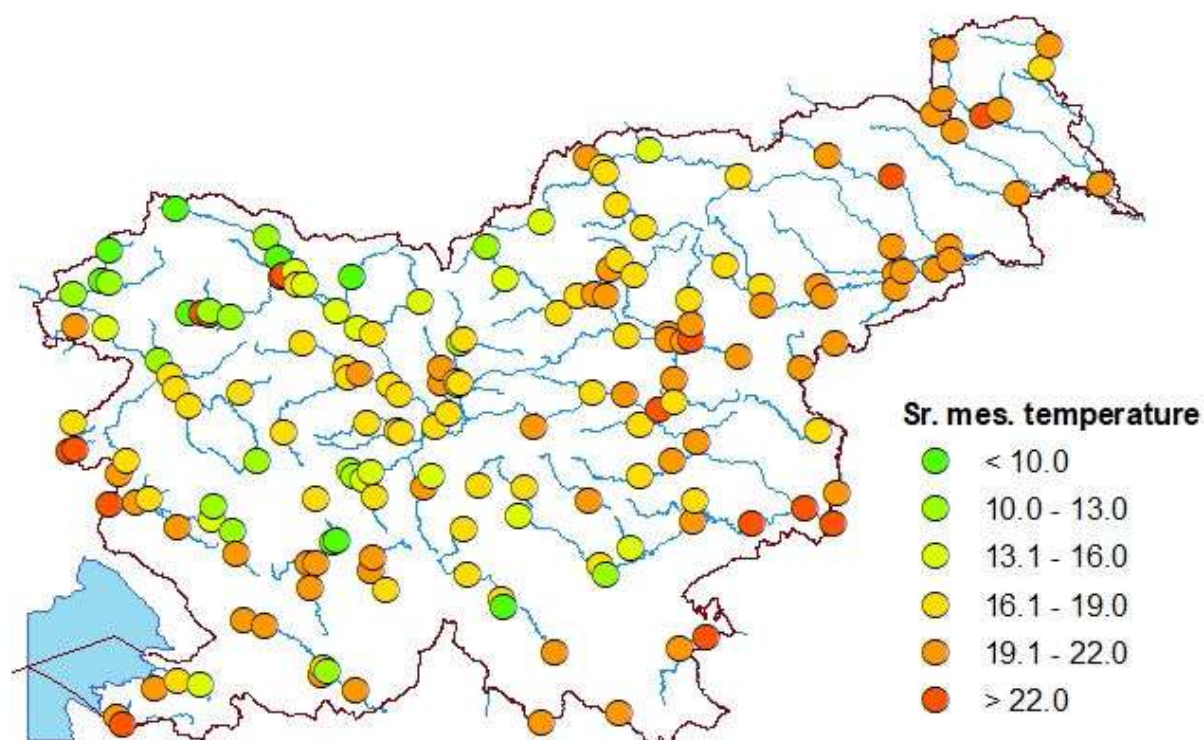 Sr. mes. temperature
< 10.0
10.0 - 13.0
13.1 - 16.0
16.1 - 19.0
19.1 - 22.0
> 22.0